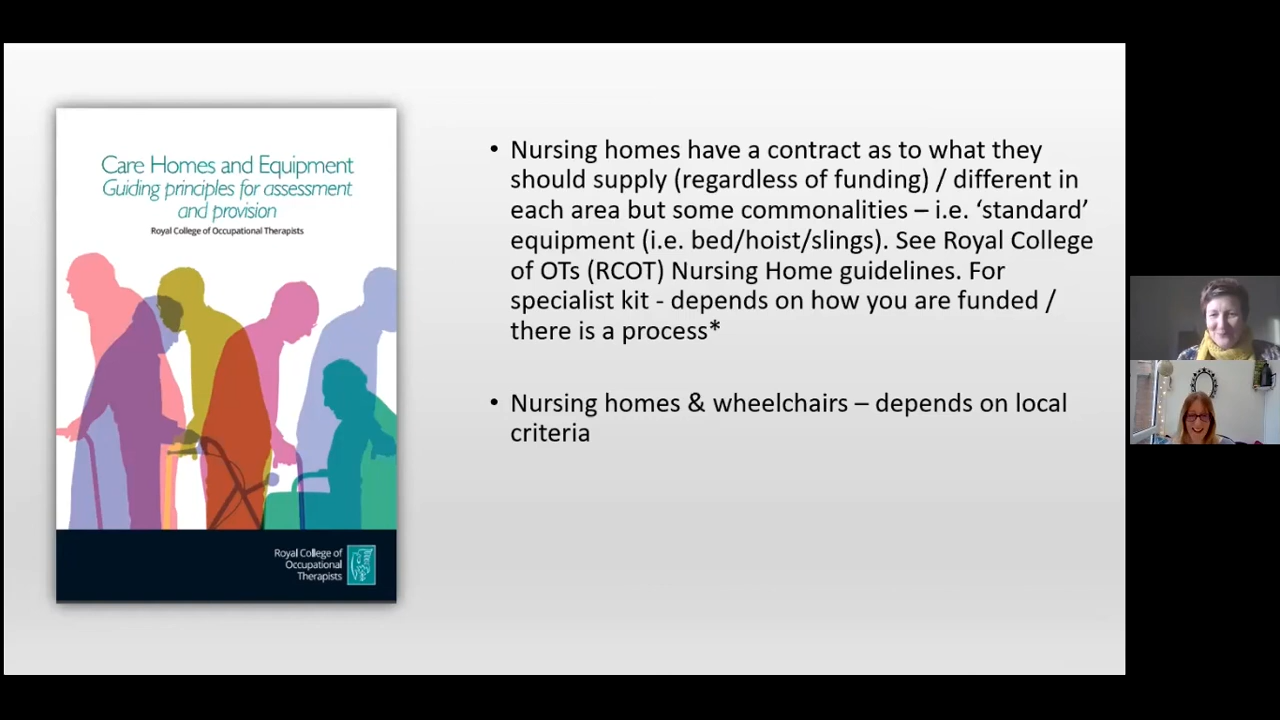 Care Homes and Equipment
Guiding principles for assessment
and provision
Royal College of Occupational Therapists
Royal College of
Occupational
Therapists
• Nursing homes have a contract as to what they
should supply (regardless of funding) / different in
each area but some commonalities – i.e. ‘standard’
equipment (i.e. bed/hoist/slings). See Royal College
of OTs (RCOT) Nursing Home guidelines. For
specialist kit - depends on how you are funded /
there is a process*
• Nursing homes & wheelchairs – depends on local
criteria